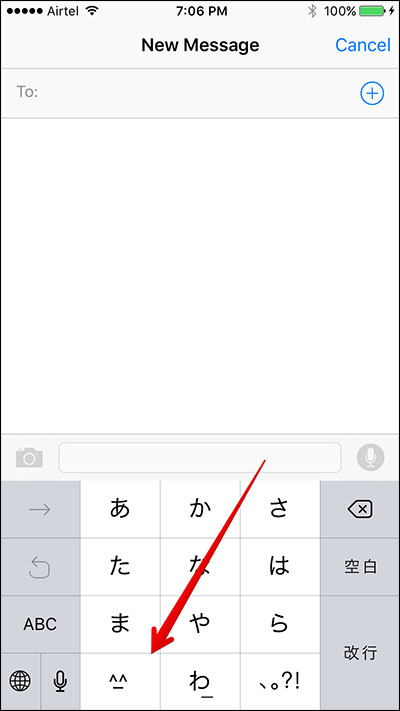 Airtel 7:06 PM 100%
New Message Cancel
To:
→ あ か さ
た な は 空白
ABC ま や ら
改行
^_^ わ_ 、。?!